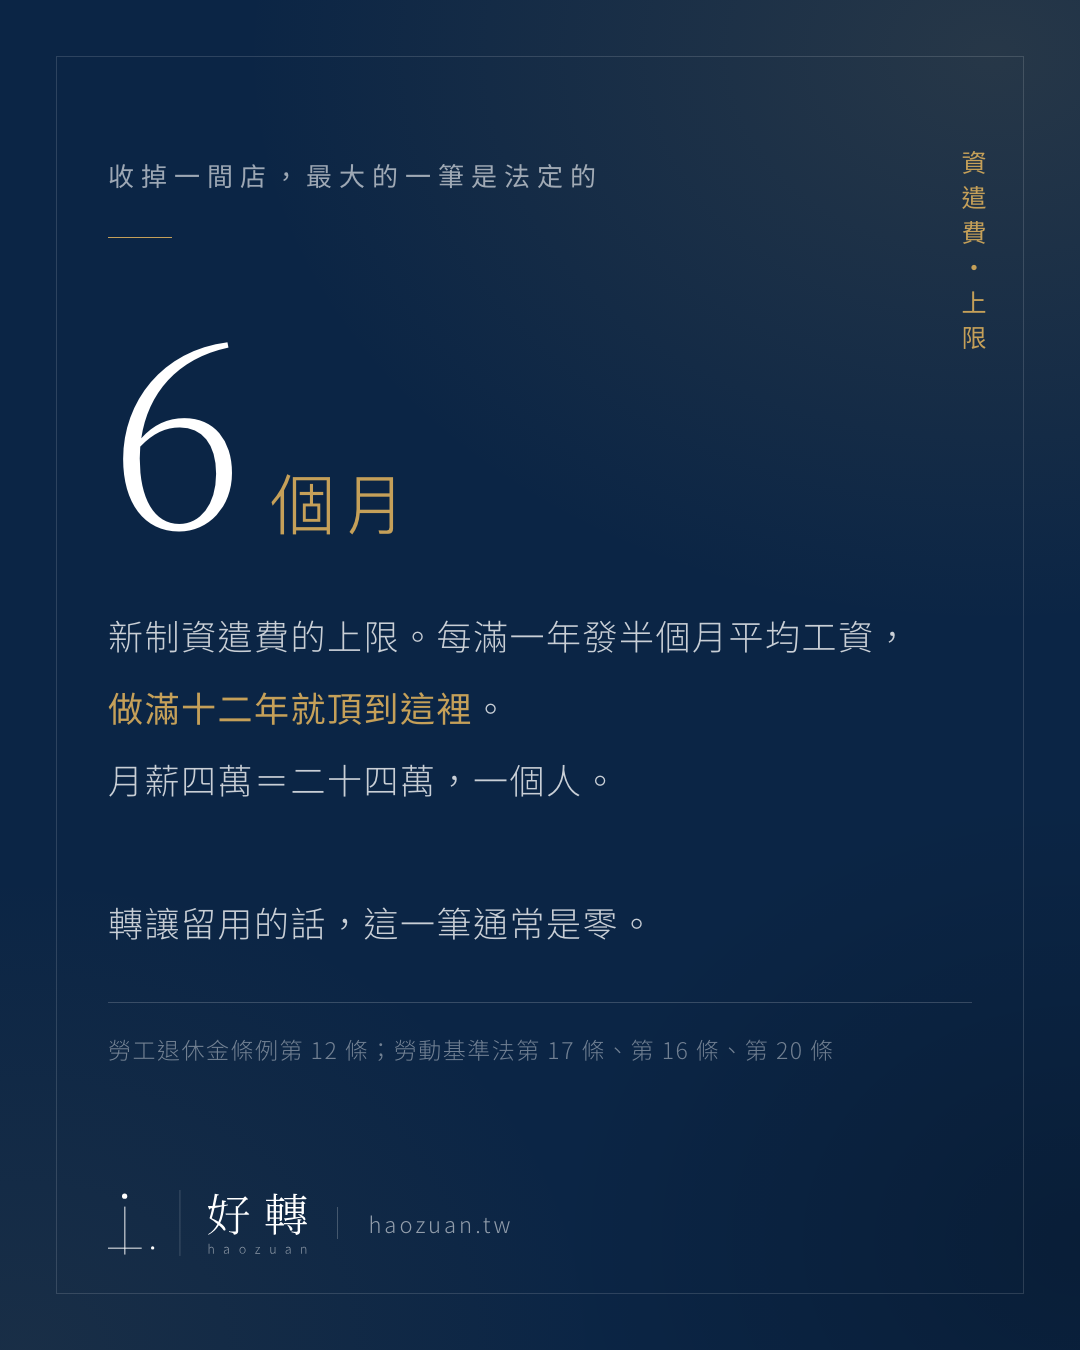 收掉一間店，最大的一筆是法定的
資遣費・上限
6 個月
新制資遣費的上限。每滿一年發半個月平均工資，
做滿十二年就頂到這裡。
月薪四萬＝二十四萬，一個人。
轉讓留用的話，這一筆通常是零。
勞工退休金條例第 12 條；勞動基準法第 17 條、第 16 條、第 20 條
好轉
haozuan
haozuan.tw